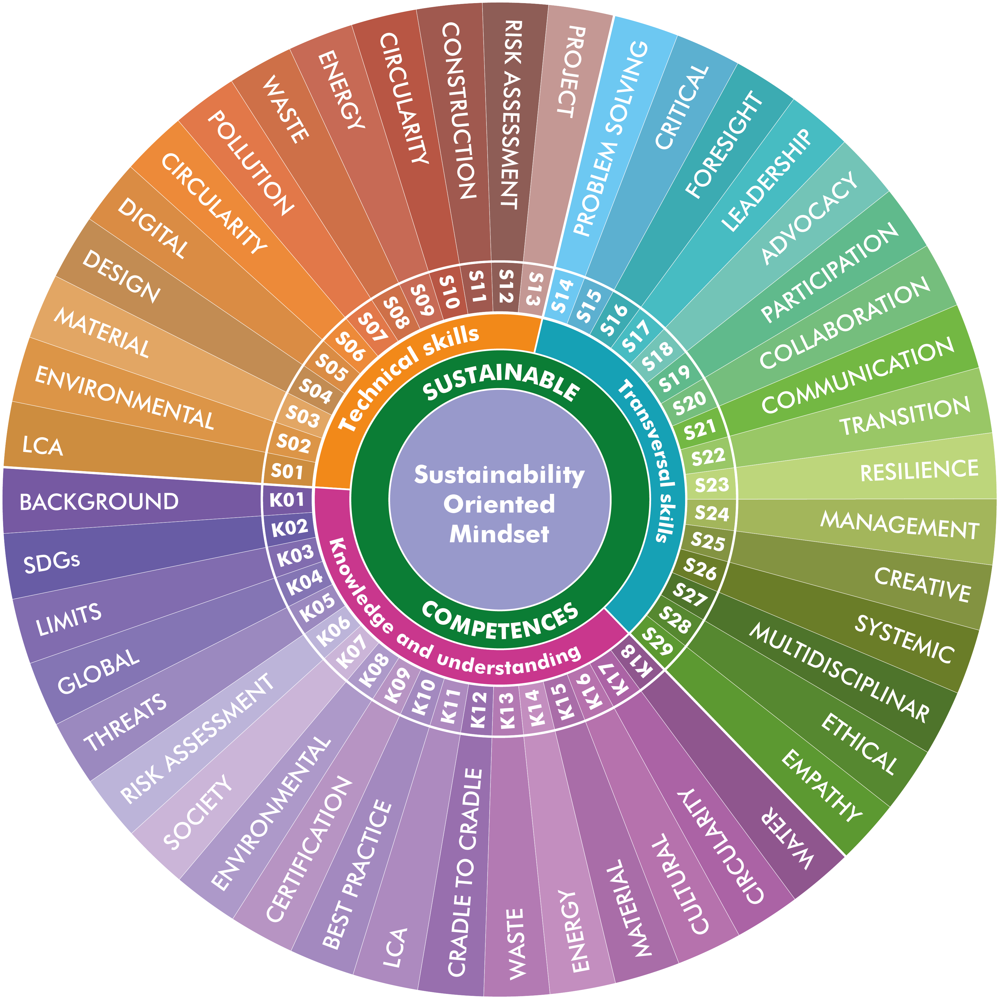 Sustainability
Oriented
Mindset
SUSTAINABLE
COMPETENCES
Technical skills
Transversal skills
Knowledge and understanding
S01
LCA
S02
ENVIRONMENTAL
S03
MATERIAL
S04
DESIGN
S05
DIGITAL
S06
CIRCULARITY
S07
POLLUTION
S08
WASTE
S09
ENERGY
S10
CIRCULARITY
S11
CONSTRUCTION
S12
RISK ASSESSMENT
S13
PROJECT
S14
PROBLEM SOLVING
S15
CRITICAL
S16
FORESIGHT
S17
LEADERSHIP
S18
ADVOCACY
S19
PARTICIPATION
S20
COLLABORATION
S21
COMMUNICATION
S22
TRANSITION
S23
RESILIENCE
S24
MANAGEMENT
S25
CREATIVE
S26
SYSTEMIC
S27
MULTIDISCIPLINAR
S28
ETHICAL
S29
EMPATHY
K01
BACKGROUND
K02
SDGs
K03
LIMITS
K04
GLOBAL
K05
THREATS
K06
RISK ASSESSMENT
K07
SOCIETY
K08
ENVIRONMENTAL
K09
CERTIFICATION
K10
BEST PRACTICE
K11
LCA
K12
CRADLE TO CRADLE
K13
WASTE
K14
ENERGY
K15
MATERIAL
K16
CULTURAL
K17
CIRCULARITY
K18
WATER